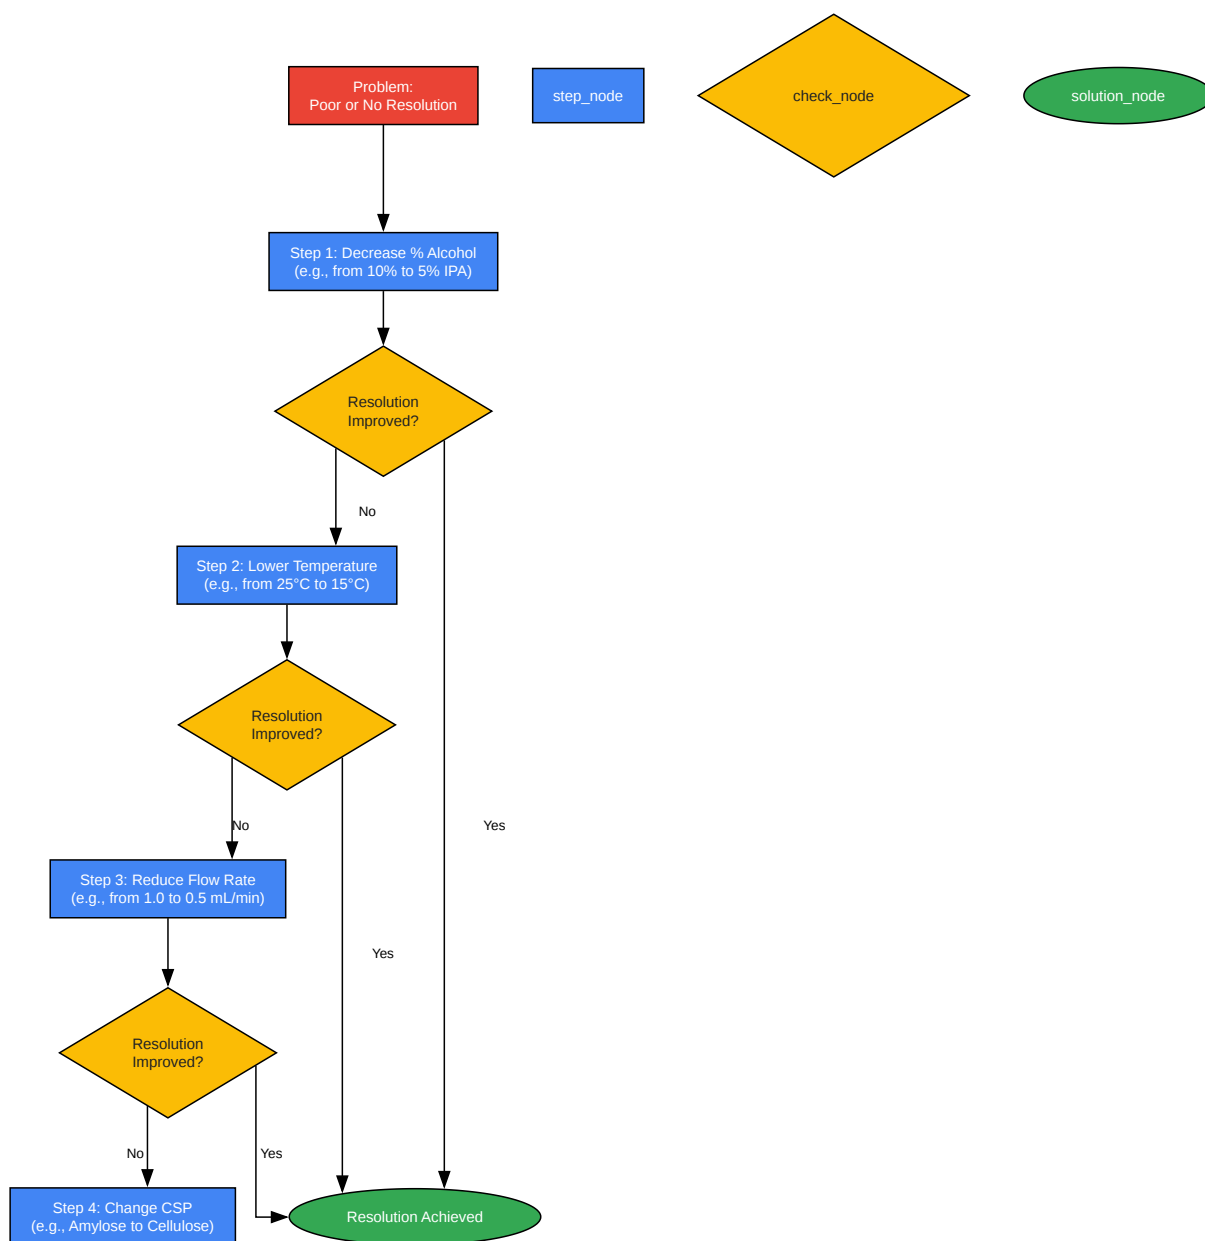 Problem:
Poor or No Resolution
step_node
check_node
solution_node
Step 1: Decrease % Alcohol
(e.g., from 10% to 5% IPA)
Resolution
Improved?
No
Step 2: Lower Temperature
(e.g., from 25°C to 15°C)
Resolution
Improved?
No
Yes
Step 3: Reduce Flow Rate
(e.g., from 1.0 to 0.5 mL/min)
Yes
Resolution
Improved?
No
Yes
Step 4: Change CSP
(e.g., Amylose to Cellulose)
Resolution Achieved